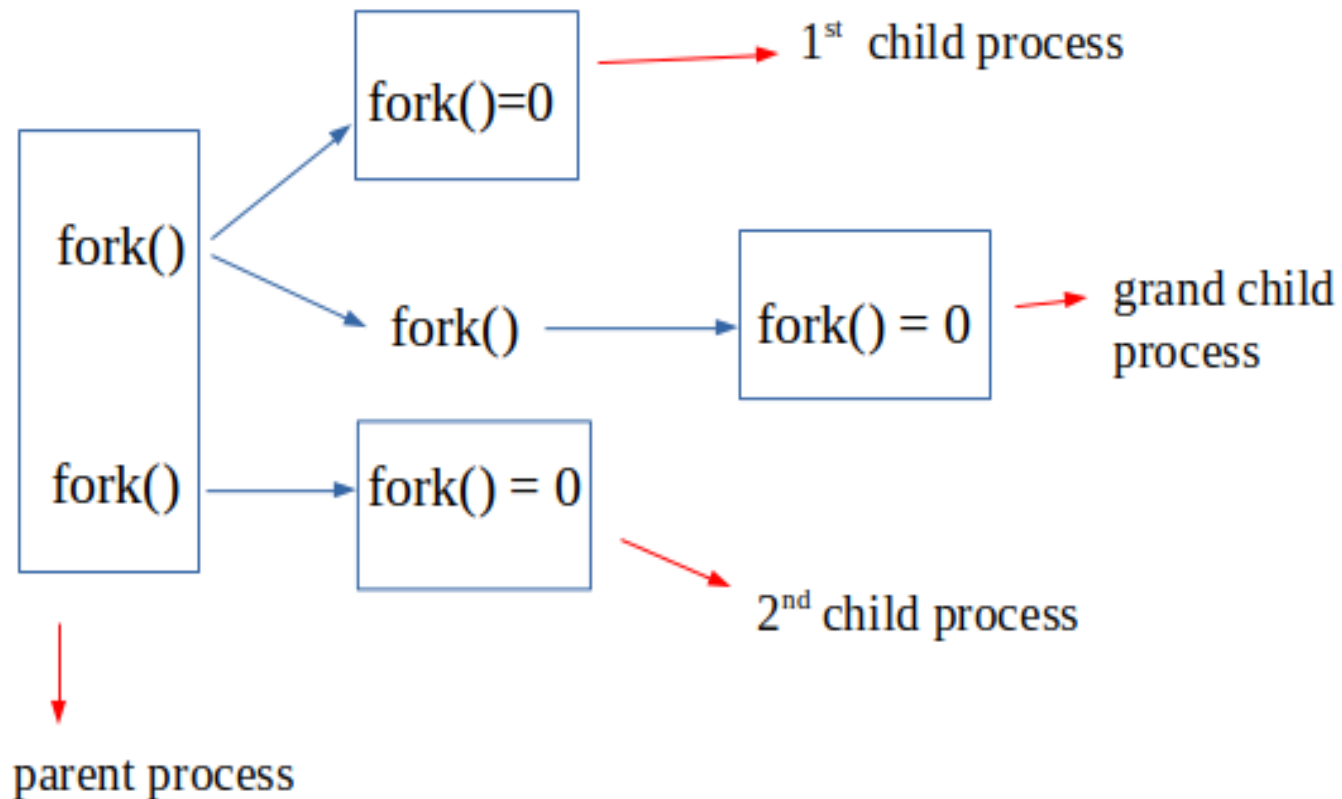 1st child process
fork()=0
fork()
grand child
process
fork()
fork() = 0
fork()
fork() = 0
2nd child process
parent process